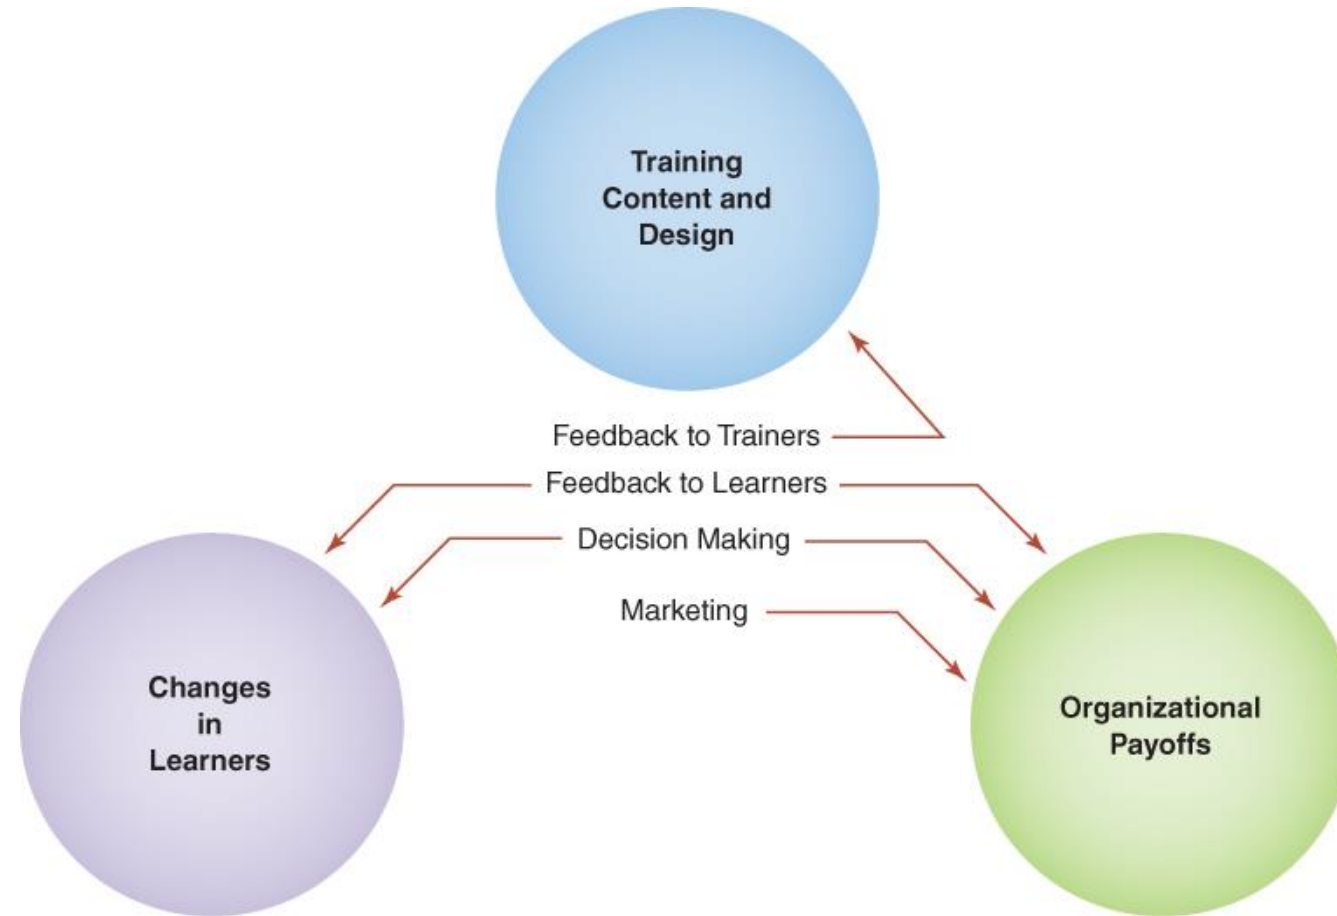 Training
Content and
Design
Feedback to Trainers
Feedback to Learners
Decision Making
Marketing
Changes
in
Learners
Organizational
Payoffs